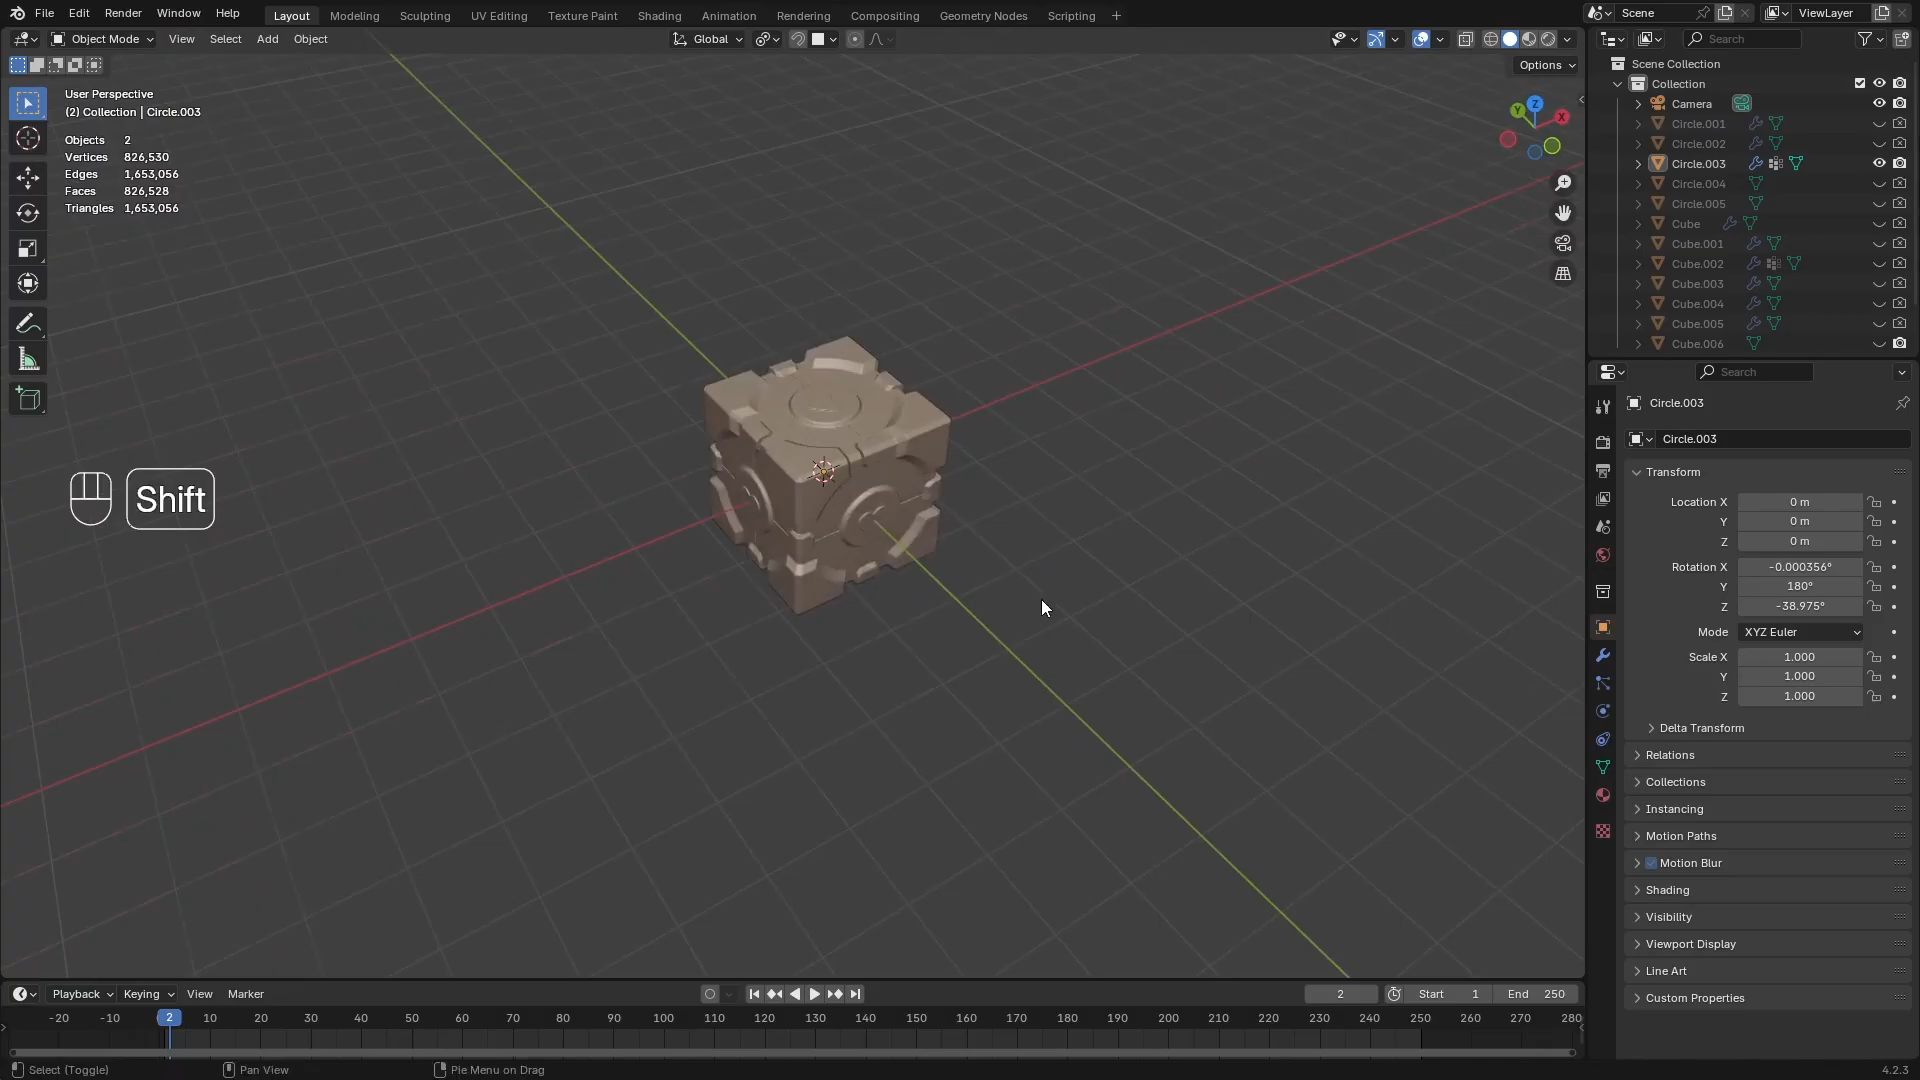 File Edit Render Window Help Layout Modeling Sculpting UV Editing Texture Paint Shading Animation Rendering Compositing Geometry Nodes Scripting Scene ViewLayer
Object Mode View Select Add Object Global Search
Options
User Perspective
(2) Collection | Circle.003
Objects 2
Vertices 826,530
Edges 1,653,056
Faces 826,528
Triangles 1,653,056
Z
Y
X
Shift
Scene Collection
Collection
Camera
Circle.001
Circle.002
Circle.003
Circle.004
Circle.005
Cube
Cube.001
Cube.002
Cube.003
Cube.004
Cube.005
Cube.006
Search
Circle.003
Circle.003
Transform
Location X 0 m
Y 0 m
Z 0 m
Rotation X -0.000356°
Y 180°
Z -38.975°
Mode XYZ Euler
Scale X 1.000
Y 1.000
Z 1.000
Delta Transform
Relations
Collections
Instancing
Motion Paths
Motion Blur
Shading
Visibility
Viewport Display
Line Art
Custom Properties
Playback Keying View Marker 2 Start 1 End 250
-20 -10 2 10 20 30 40 50 60 70 80 90 100 110 120 130 140 150 160 170 180 190 200 210 220 230 240 250 260 270 280
Select (Toggle) Pan View Pie Menu on Drag 4.2.3